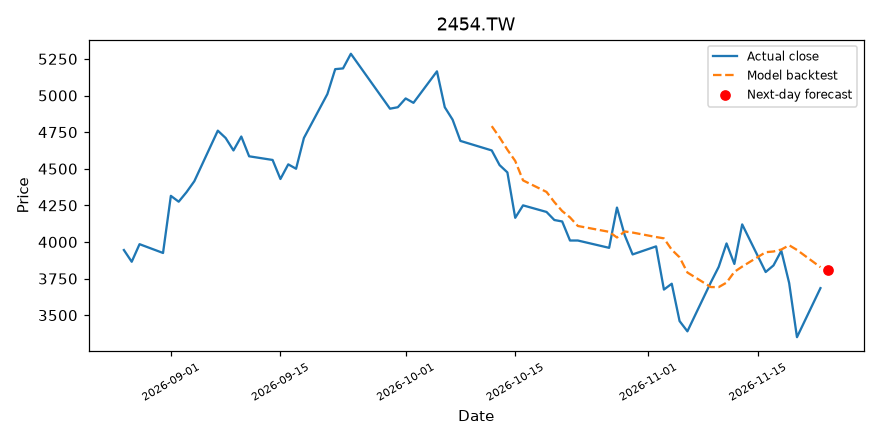 2454.TW
Actual close
Model backtest
Next-day forecast
5250
5000
4750
4500
4250
4000
3750
3500
Price
2026-09-01
2026-09-15
2026-10-01
2026-10-15
2026-11-01
2026-11-15
Date